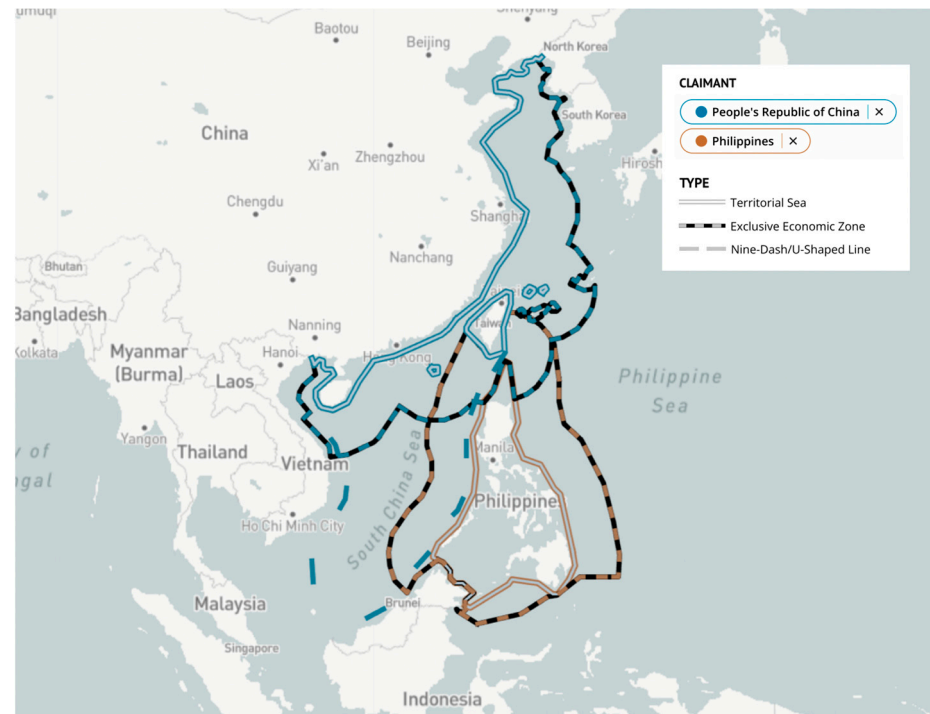 Baotou
Beijing
North Korea
CLAIMANT
People's Republic of China | ✕
Philippines | ✕
South Korea
China
Xi'an
Zhengzhou
TYPE
Territorial Sea
Exclusive Economic Zone
Nine-Dash/U-Shaped Line
Chengdu
Nanchang
Guiyang
Bhutan
Bangladesh
Nanning
Taiwan
Kolkata
Myanmar
(Burma)
Hanoi
Hong Kong
Laos
Philippine
Sea
Yangon
Thailand
Vietnam
Manila
South China Sea
Ho Chi Minh City
Malaysia
Brunei
Singapore
Indonesia